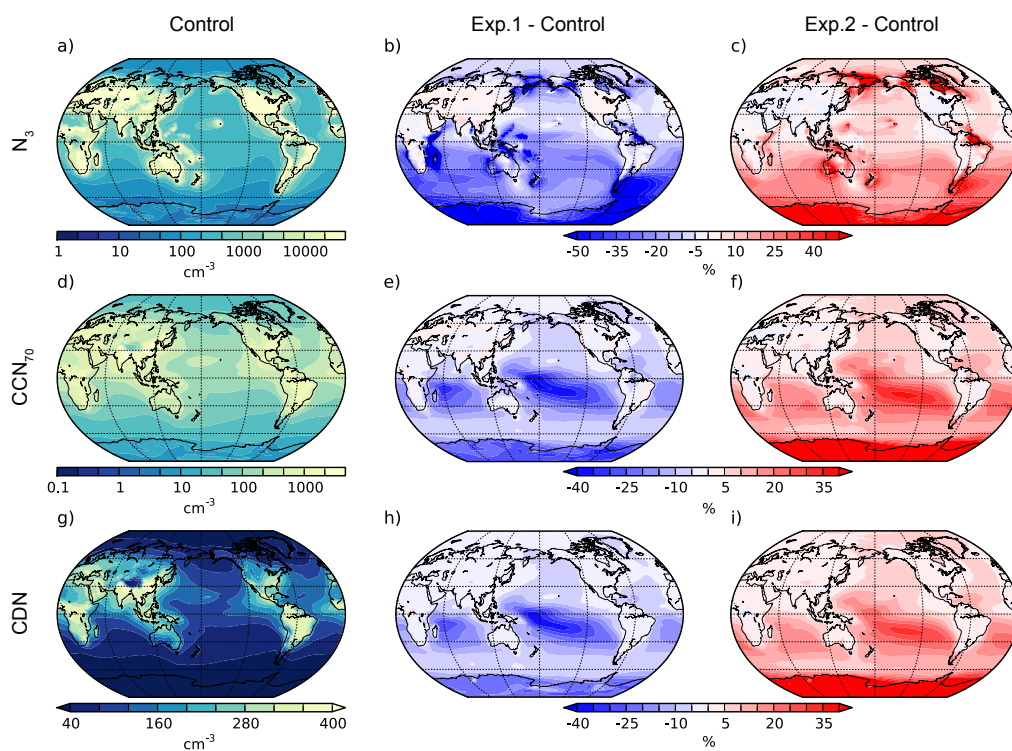 Control
Exp.1 - Control
Exp.2 - Control
a)
b)
c)
N₃
1 10 100 1000 10000
cm⁻³
-50 -35 -20 -5 10 25 40
%
d)
e)
f)
CCN₇₀
0.1 1 10 100 1000
cm⁻³
-40 -25 -10 5 20 35
%
g)
h)
i)
CDN
40 160 280 400
cm⁻³
-40 -25 -10 5 20 35
%